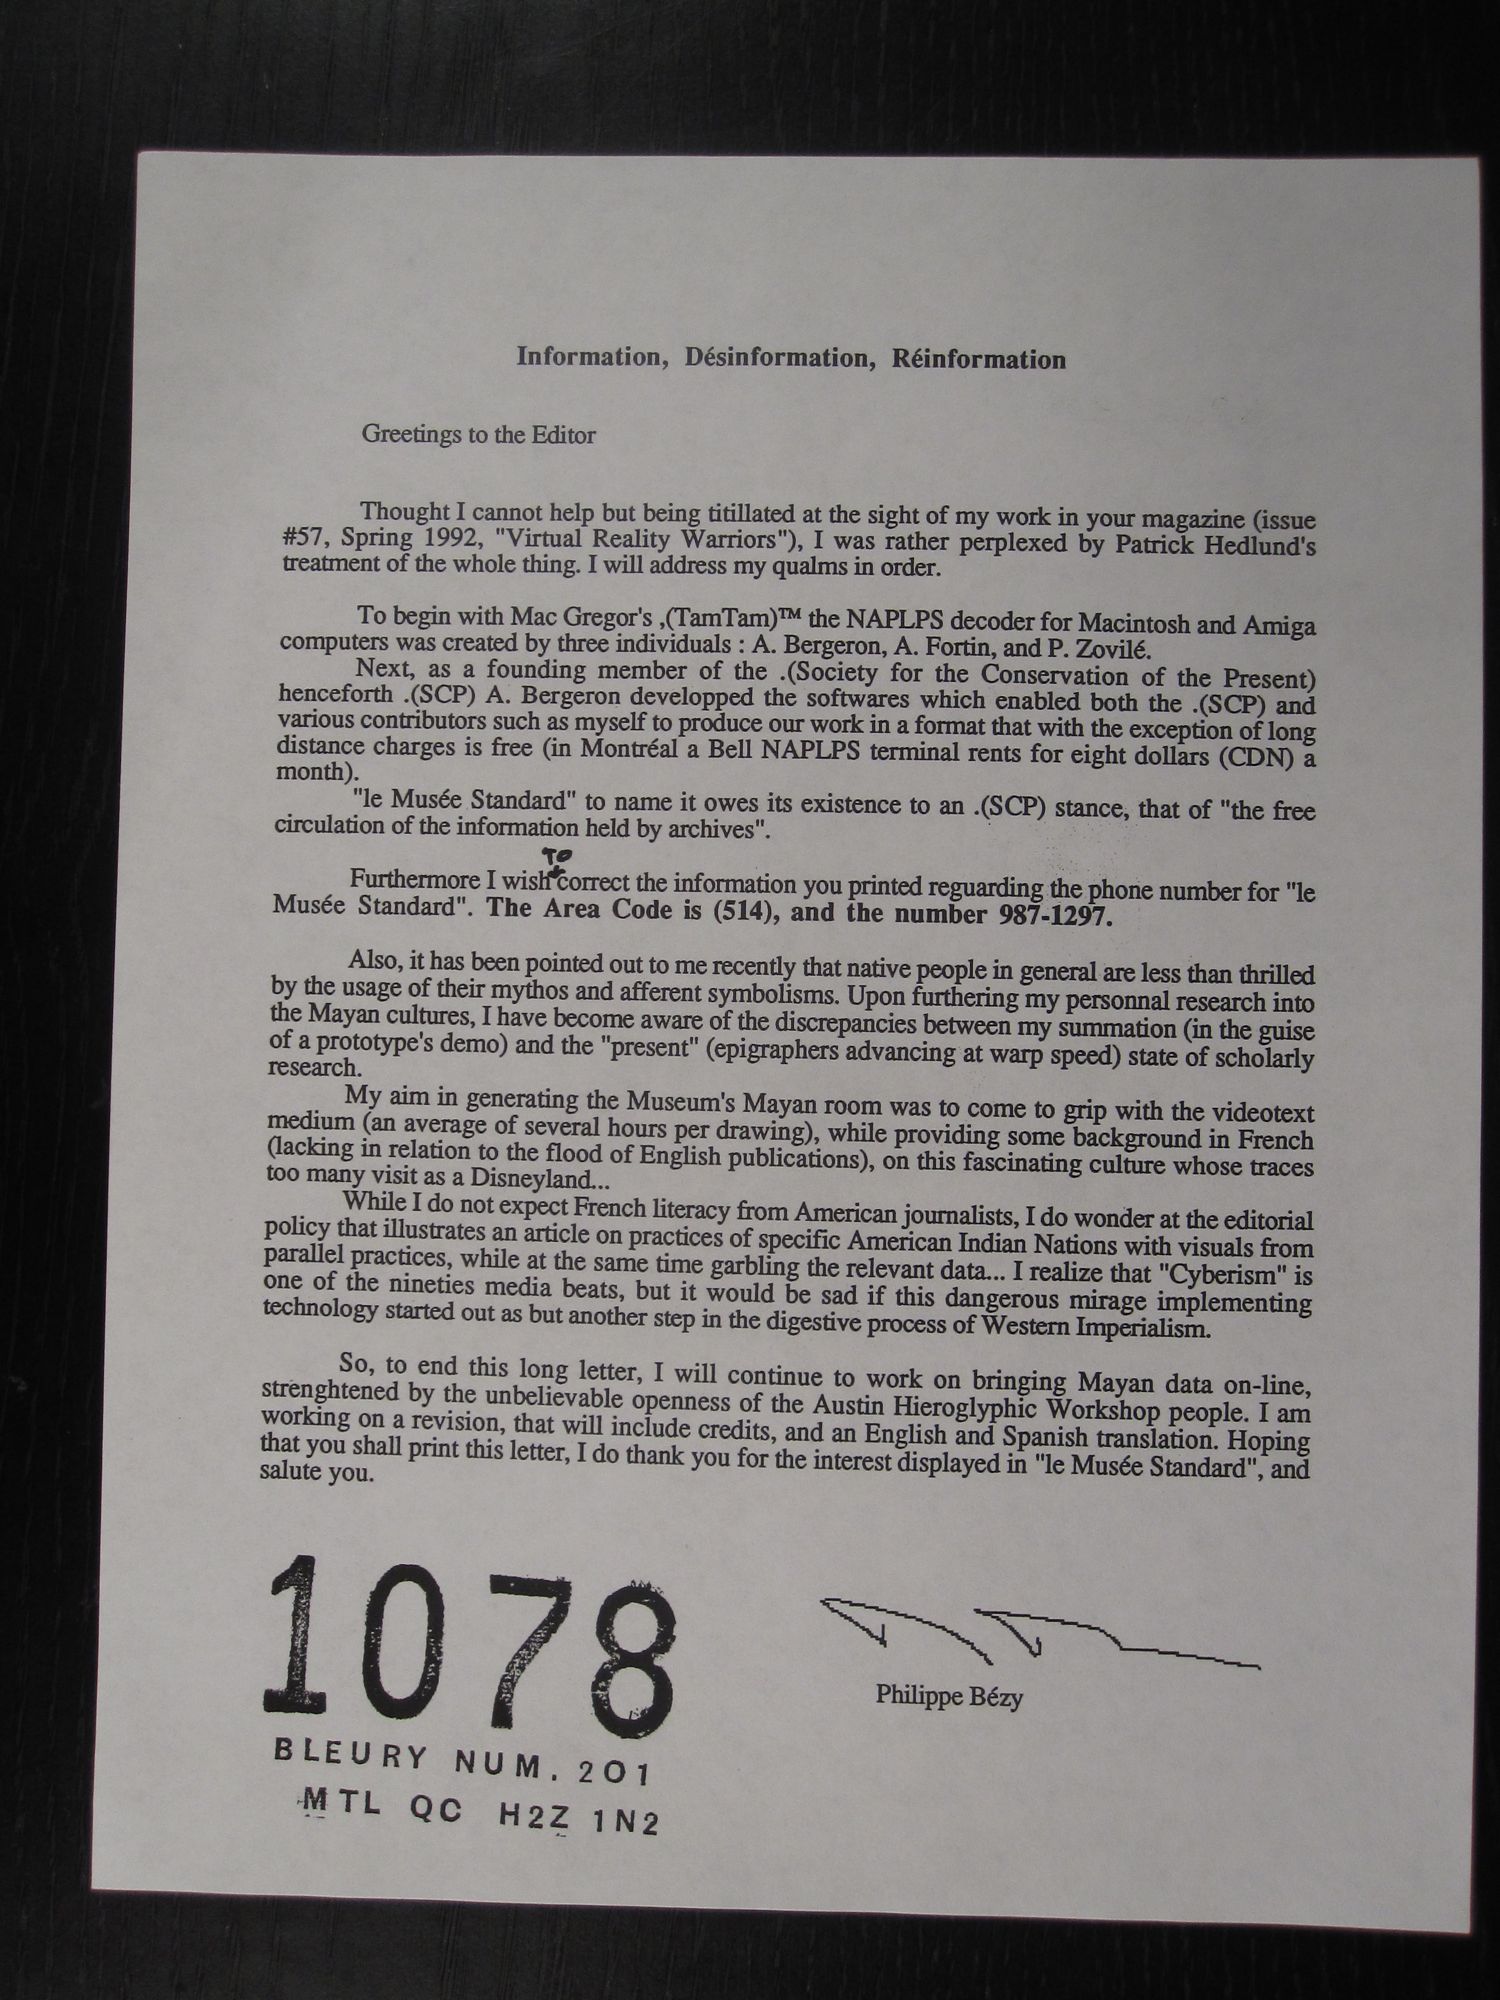 Information, Désinformation, Réinformation
Greetings to the Editor
Thought I cannot help but being titillated at the sight of my work in your magazine (issue
#57, Spring 1992, "Virtual Reality Warriors"), I was rather perplexed by Patrick Hedlund's
treatment of the whole thing. I will address my qualms in order.
To begin with Mac Gregor's ,(TamTam)™ the NAPLPS decoder for Macintosh and Amiga
computers was created by three individuals : A. Bergeron, A. Fortin, and P. Zovilé.
Next, as a founding member of the .(Society for the Conservation of the Present)
henceforth .(SCP) A. Bergeron developped the softwares which enabled both the .(SCP) and
various contributors such as myself to produce our work in a format that with the exception of long
distance charges is free (in Montréal a Bell NAPLPS terminal rents for eight dollars (CDN) a
month).
"le Musée Standard" to name it owes its existence to an .(SCP) stance, that of "the free
circulation of the information held by archives".
TO
Furthermore I wish correct the information you printed reguarding the phone number for "le
Musée Standard". The Area Code is (514), and the number 987-1297.
Also, it has been pointed out to me recently that native people in general are less than thrilled
by the usage of their mythos and afferent symbolisms. Upon furthering my personnal research into
the Mayan cultures, I have become aware of the discrepancies between my summation (in the guise
of a prototype's demo) and the "present" (epigraphers advancing at warp speed) state of scholarly
research.
My aim in generating the Museum's Mayan room was to come to grip with the videotext
medium (an average of several hours per drawing), while providing some background in French
(lacking in relation to the flood of English publications), on this fascinating culture whose traces
too many visit as a Disneyland...
While I do not expect French literacy from American journalists, I do wonder at the editorial
policy that illustrates an article on practices of specific American Indian Nations with visuals from
parallel practices, while at the same time garbling the relevant data... I realize that "Cyberism" is
one of the nineties media beats, but it would be sad if this dangerous mirage implementing
technology started out as but another step in the digestive process of Western Imperialism.
So, to end this long letter, I will continue to work on bringing Mayan data on-line,
strenghtened by the unbelievable openness of the Austin Hieroglyphic Workshop people. I am
working on a revision, that will include credits, and an English and Spanish translation. Hoping
that you shall print this letter, I do thank you for the interest displayed in "le Musée Standard", and
salute you.
1078
BLEURY NUM. 201
MTL QC H2Z 1N2
Philippe Bézy